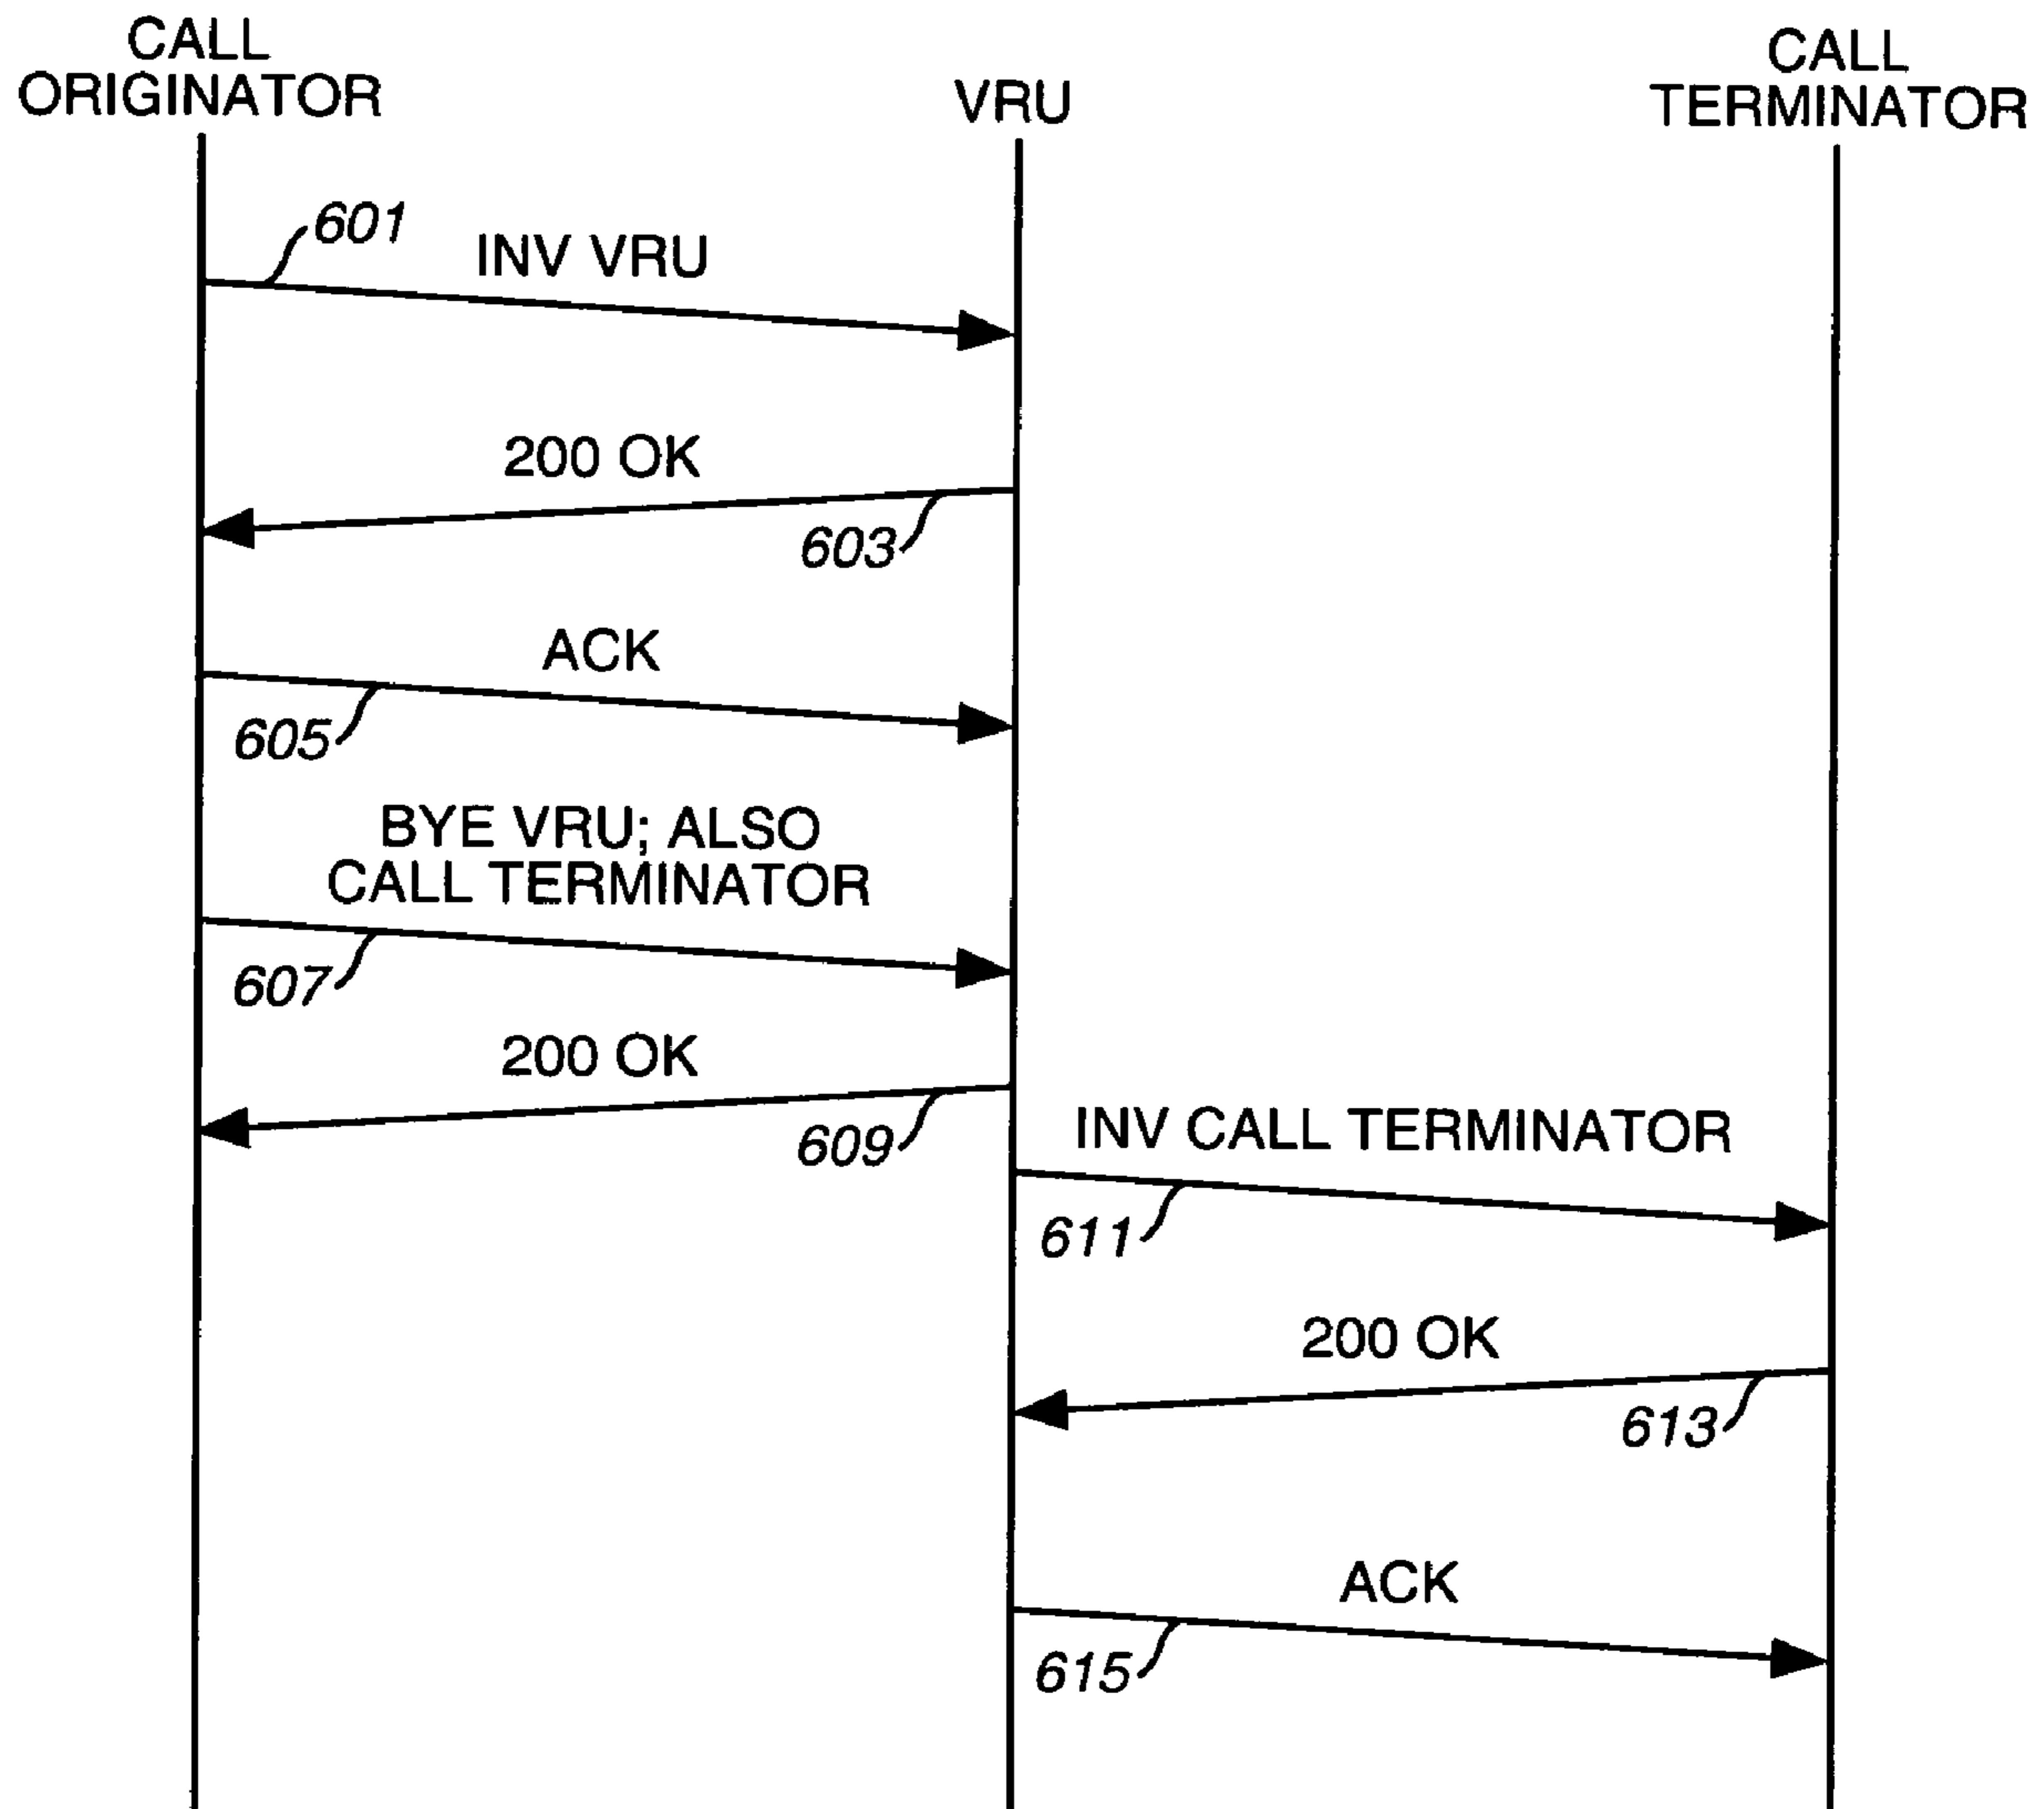 CALL
ORIGINATOR
VRU
CALL
TERMINATOR
601
INV VRU
200 OK
603
ACK
605
BYE VRU; ALSO
CALL TERMINATOR
607
200 OK
609
INV CALL TERMINATOR
611
200 OK
613
ACK
615